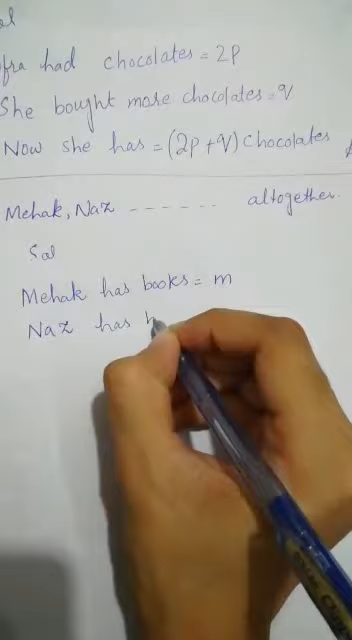 ol
fra had chocolates = 2p
She bought more chocolates = q
Now she has = (2p + q) chocolates
Mehak, Naz ------- altogether.
Sol
Mehak has books = m
Naz has b